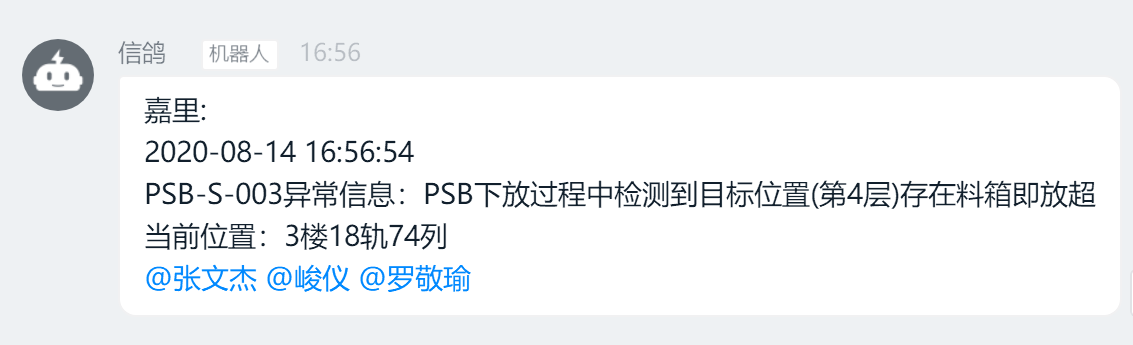 信鸽 机器人 16:56
嘉里:
2020-08-14 16:56:54
PSB-S-003异常信息：PSB下放过程中检测到目标位置(第4层)存在料箱即放超
当前位置：3楼18轨74列
@张文杰 @峻仪 @罗敬瑜